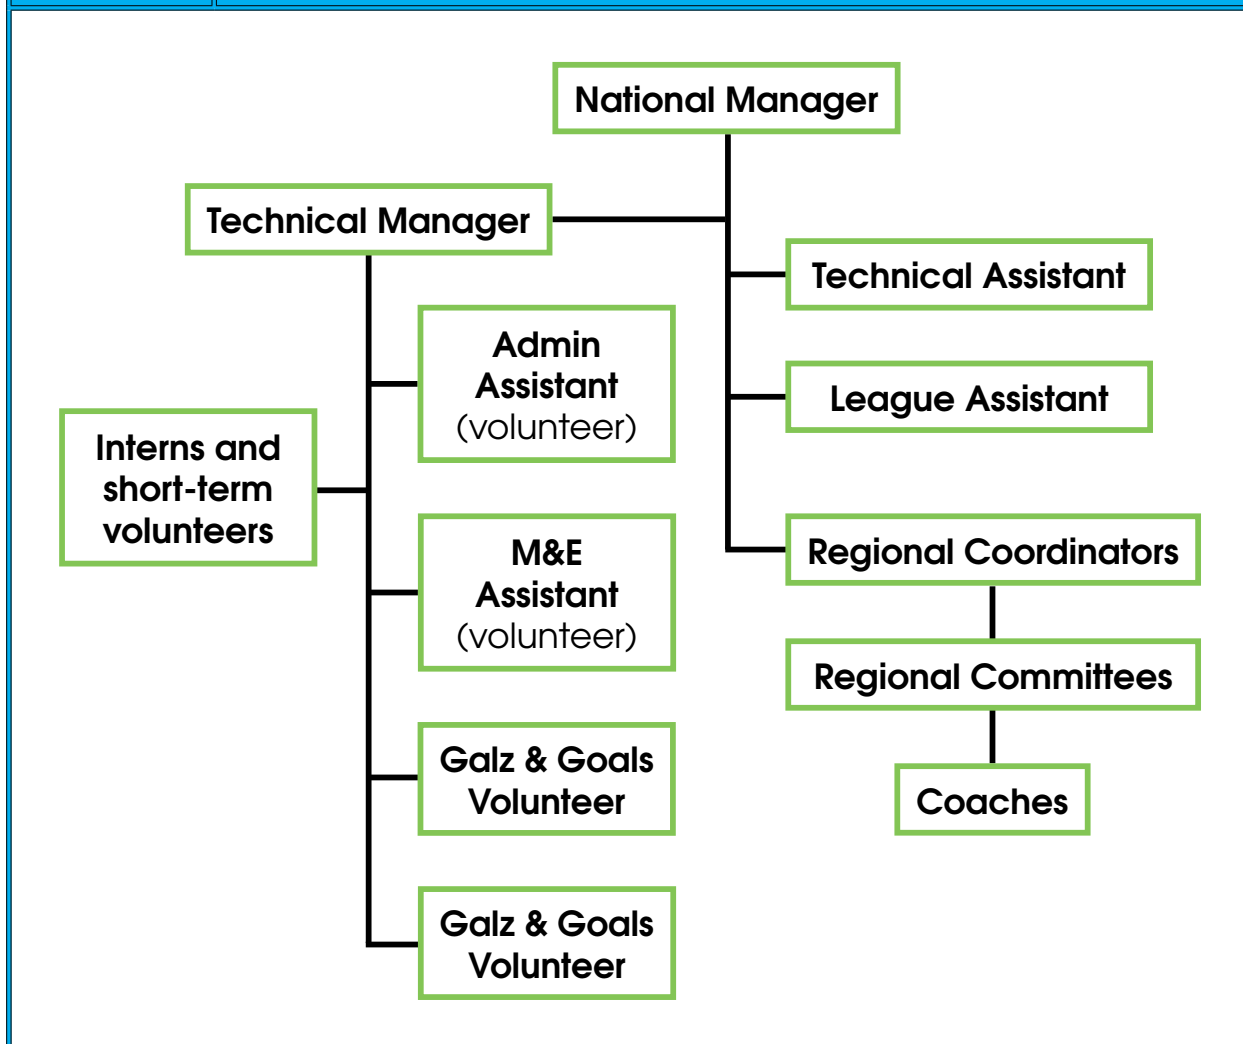 National Manager
Technical Manager
Technical Assistant
Admin
Assistant
(volunteer)
League Assistant
Interns and
short-term
volunteers
M&E
Assistant
(volunteer)
Regional Coordinators
Regional Committees
Galz & Goals
Volunteer
Coaches
Galz & Goals
Volunteer